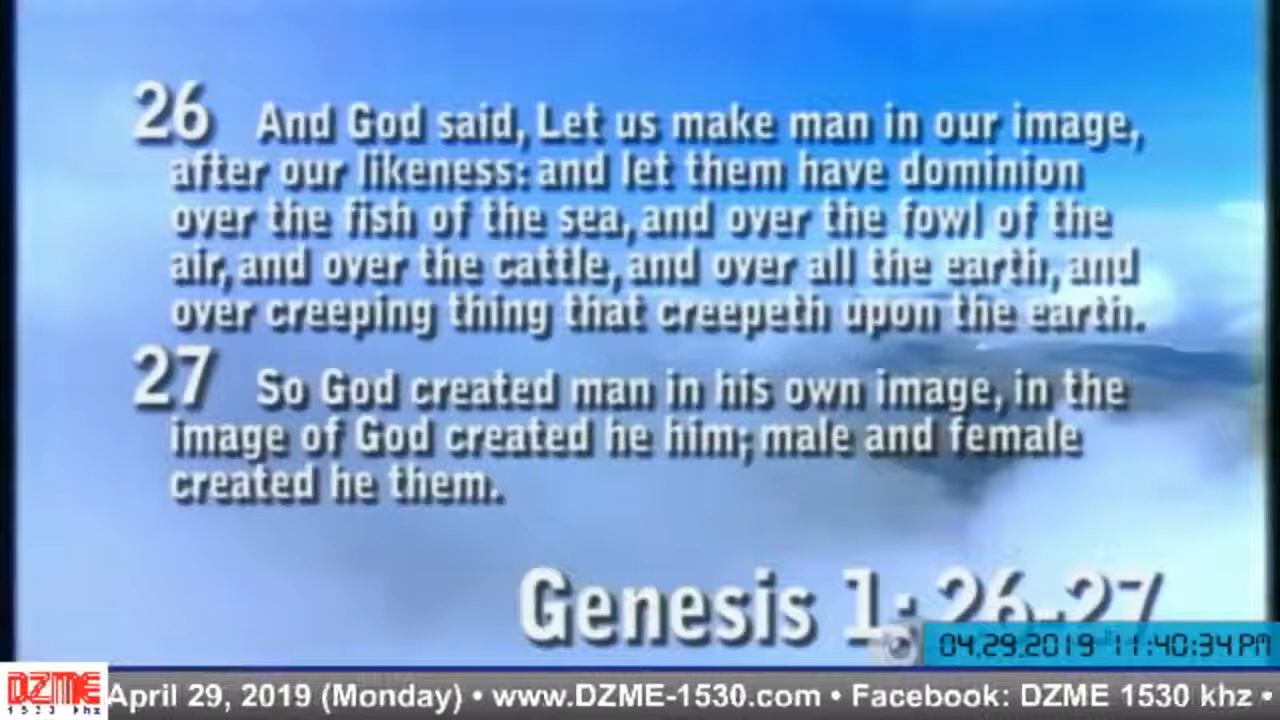 26 And God said, Let us make man in our image,
after our likeness: and let them have dominion
over the fish of the sea, and over the fowl of the
air, and over the cattle, and over all the earth, and
over creeping thing that creepeth upon the earth.
27 So God created man in his own image, in the
image of God created he him; male and female
created he them.
Genesis 1: 26-27
04.29.2019 11:40:34 PM
DZME
1530 khz
April 29, 2019 (Monday) • www.DZME-1530.com • Facebook: DZME 1530 khz •